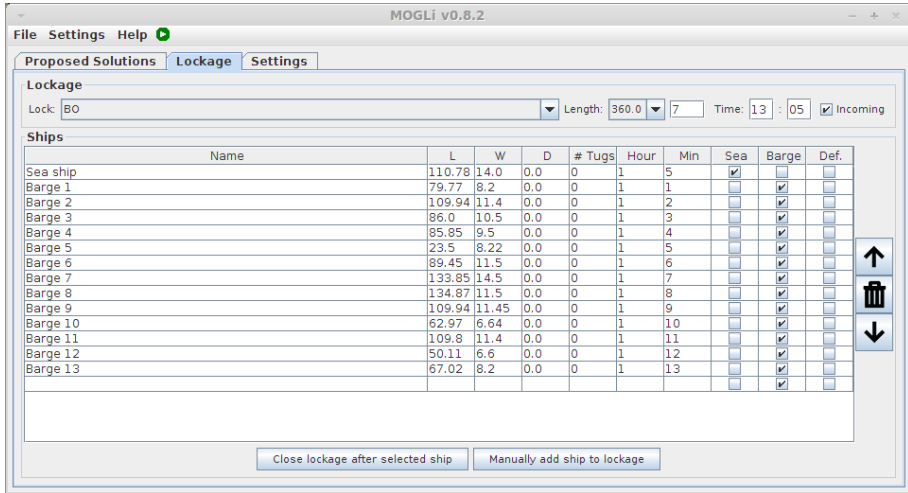 MOGLi v0.8.2
File Settings Help
Proposed Solutions Lockage Settings
Lockage
Lock: BO Length: 360.0 7 Time: 13 : 05 Incoming
Ships
Name L W D # Tugs Hour Min Sea Barge Def.
Sea ship 110.78 14.0 0.0 0 1 5
Barge 1 79.77 8.2 0.0 0 1 1
Barge 2 109.94 11.4 0.0 0 1 2
Barge 3 86.0 10.5 0.0 0 1 3
Barge 4 85.85 9.5 0.0 0 1 4
Barge 5 23.5 8.22 0.0 0 1 5
Barge 6 89.45 11.5 0.0 0 1 6
Barge 7 133.85 14.5 0.0 0 1 7
Barge 8 134.87 11.5 0.0 0 1 8
Barge 9 109.94 11.45 0.0 0 1 9
Barge 10 62.97 6.64 0.0 0 1 10
Barge 11 109.8 11.4 0.0 0 1 11
Barge 12 50.11 6.6 0.0 0 1 12
Barge 13 67.02 8.2 0.0 0 1 13
Close lockage after selected ship Manually add ship to lockage